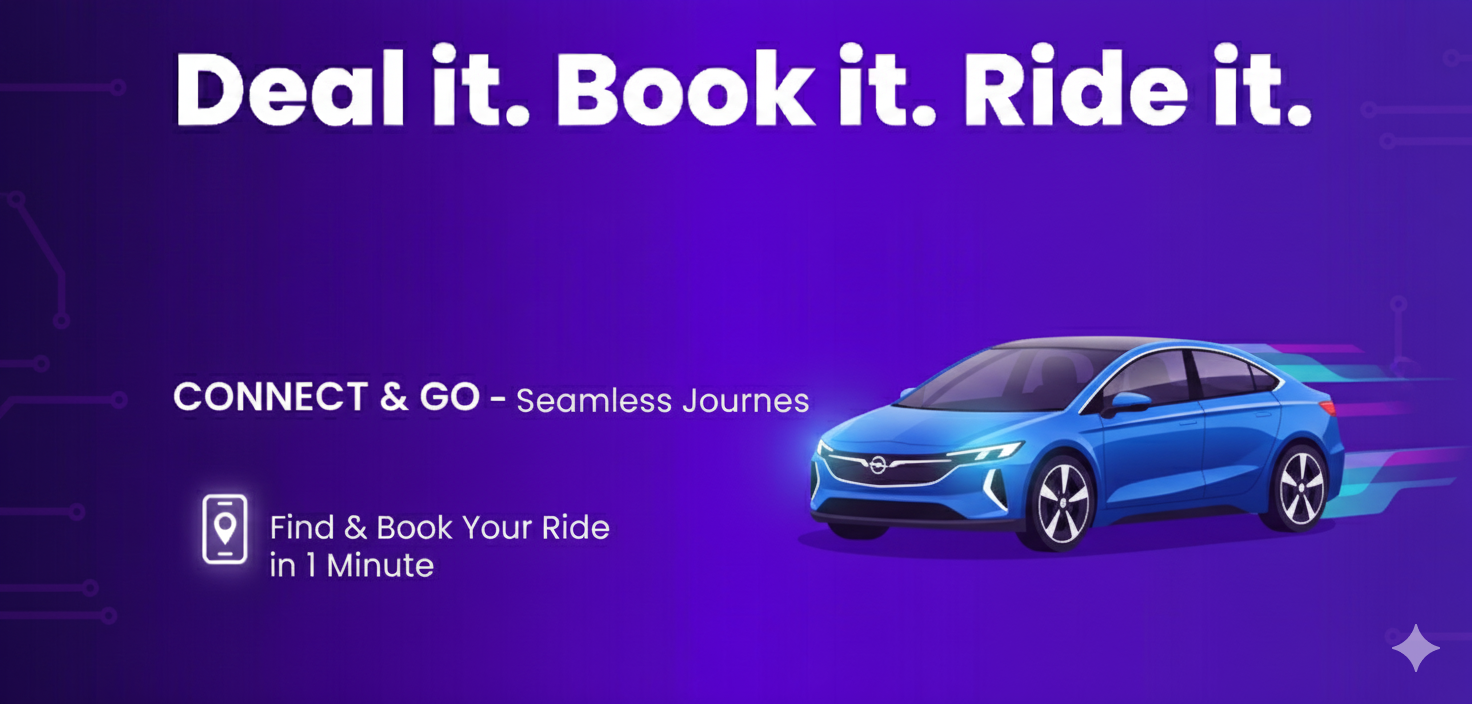 Deal it. Book it. Ride it.
CONNECT & GO - Seamless Journes
Find & Book Your Ride
in 1 Minute